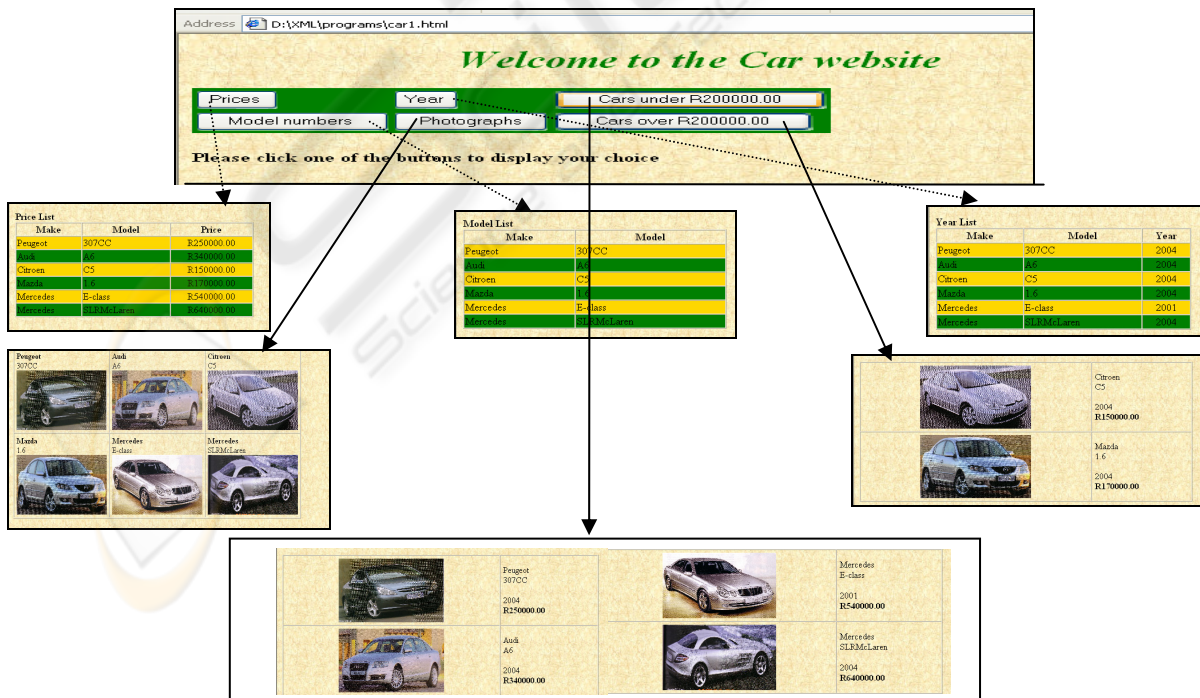 Address D:\XML\programs\car1.html
Welcome to the Car website
Prices Year Cars under R200000.00
Model numbers Photographs Cars over R200000.00
Please click one of the buttons to display your choice
Price List
Make Model Price
Peugeot 307CC R250000.00
Audi A6 R340000.00
Citroen C5 R150000.00
Mazda 1.6 R170000.00
Mercedes E-class R540000.00
Mercedes SLRMcLaren R640000.00
Model List
Make Model
Peugeot 307CC
Audi A6
Citroen C5
Mazda 1.6
Mercedes E-class
Mercedes SLRMcLaren
Year List
Make Model Year
Peugeot 307CC 2004
Audi A6 2004
Citroen C5 2004
Mazda 1.6 2004
Mercedes E-class 2001
Mercedes SLRMcLaren 2004
Peugeot Audi Citroen
307CC A6 C5
Mazda Mercedes Mercedes
1.6 E-class SLRMcLaren
Citroen
C5
2004
R150000.00
Mazda
1.6
2004
R170000.00
Peugeot
307CC
2004
R250000.00
Mercedes
E-class
2001
R540000.00
Audi
A6
2004
R340000.00
Mercedes
SLRMcLaren
2004
R640000.00